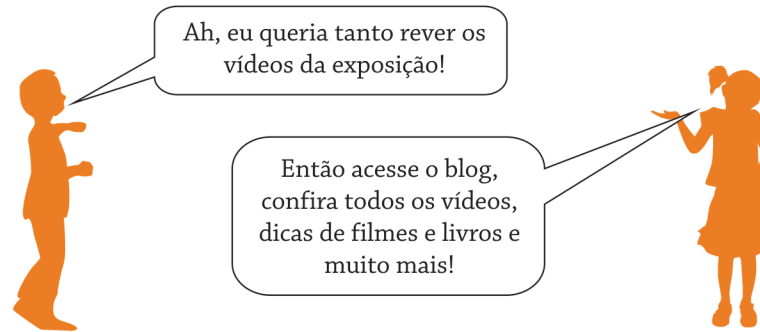 Ah, eu queria tanto rever os
vídeos da exposição!
Então acesse o blog,
confira todos os vídeos,
dicas de filmes e livros e
muito mais!